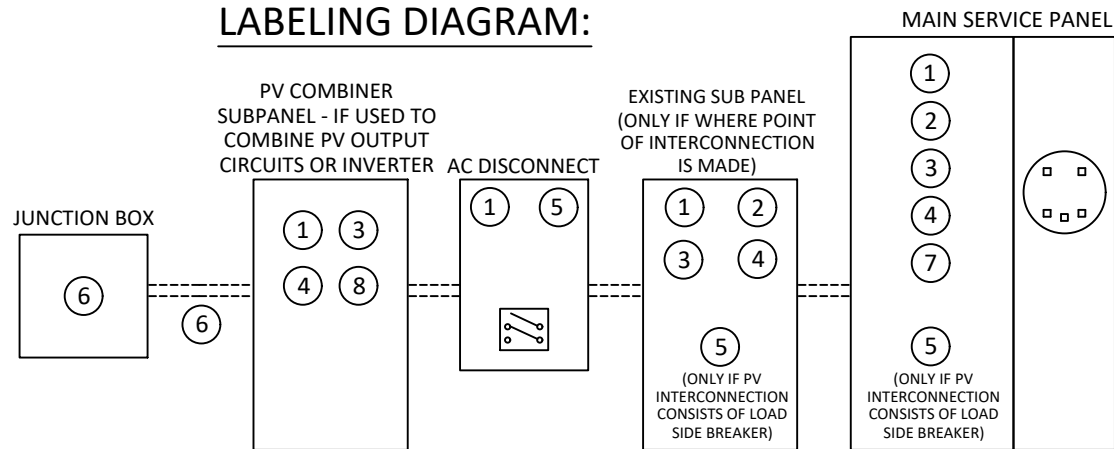 LABELING DIAGRAM:
JUNCTION BOX
6
6
PV COMBINER
SUBPANEL - IF USED TO
COMBINE PV OUTPUT
CIRCUITS OR INVERTER
1 3
4 8
AC DISCONNECT
1 5
EXISTING SUB PANEL
(ONLY IF WHERE POINT
OF INTERCONNECTION
IS MADE)
1 2
3 4
5
(ONLY IF PV
INTERCONNECTION
CONSISTS OF LOAD
SIDE BREAKER)
MAIN SERVICE PANEL
1
2
3
4
7
5
(ONLY IF PV
INTERCONNECTION
CONSISTS OF LOAD
SIDE BREAKER)